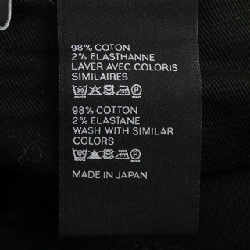 98% COTON
2% ELASTHANNE
LAVER AVEC COLORIS
SIMILAIRES
98% COTTON
2% ELASTANE
WASH WITH SIMILAR
COLORS
MADE IN JAPAN